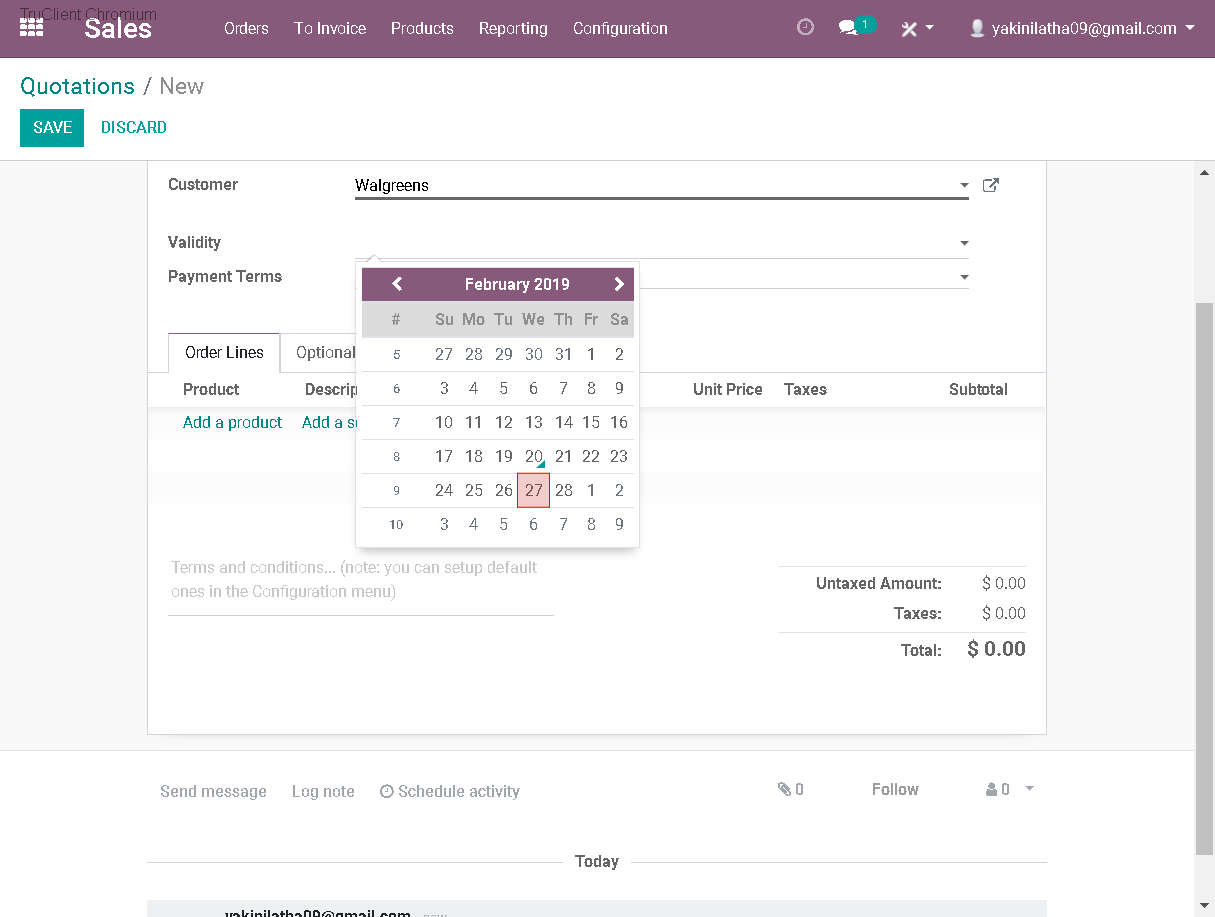 TruClient Chromium
Sales Orders To Invoice Products Reporting Configuration 1 yakinilatha09@gmail.com
Quotations / New
SAVE DISCARD
Customer Walgreens
Validity
Payment Terms
February 2019
# Su Mo Tu We Th Fr Sa
5 27 28 29 30 31 1 2
6 3 4 5 6 7 8 9
7 10 11 12 13 14 15 16
8 17 18 19 20 21 22 23
9 24 25 26 27 28 1 2
10 3 4 5 6 7 8 9
Order Lines Optional
Product Descrip Unit Price Taxes Subtotal
Add a product Add a s
Terms and conditions... (note: you can setup default
ones in the Configuration menu)
Untaxed Amount: $ 0.00
Taxes: $ 0.00
Total: $ 0.00
Send message Log note Schedule activity 0 Follow 0
Today
yakinilatha09@gmail.com - now